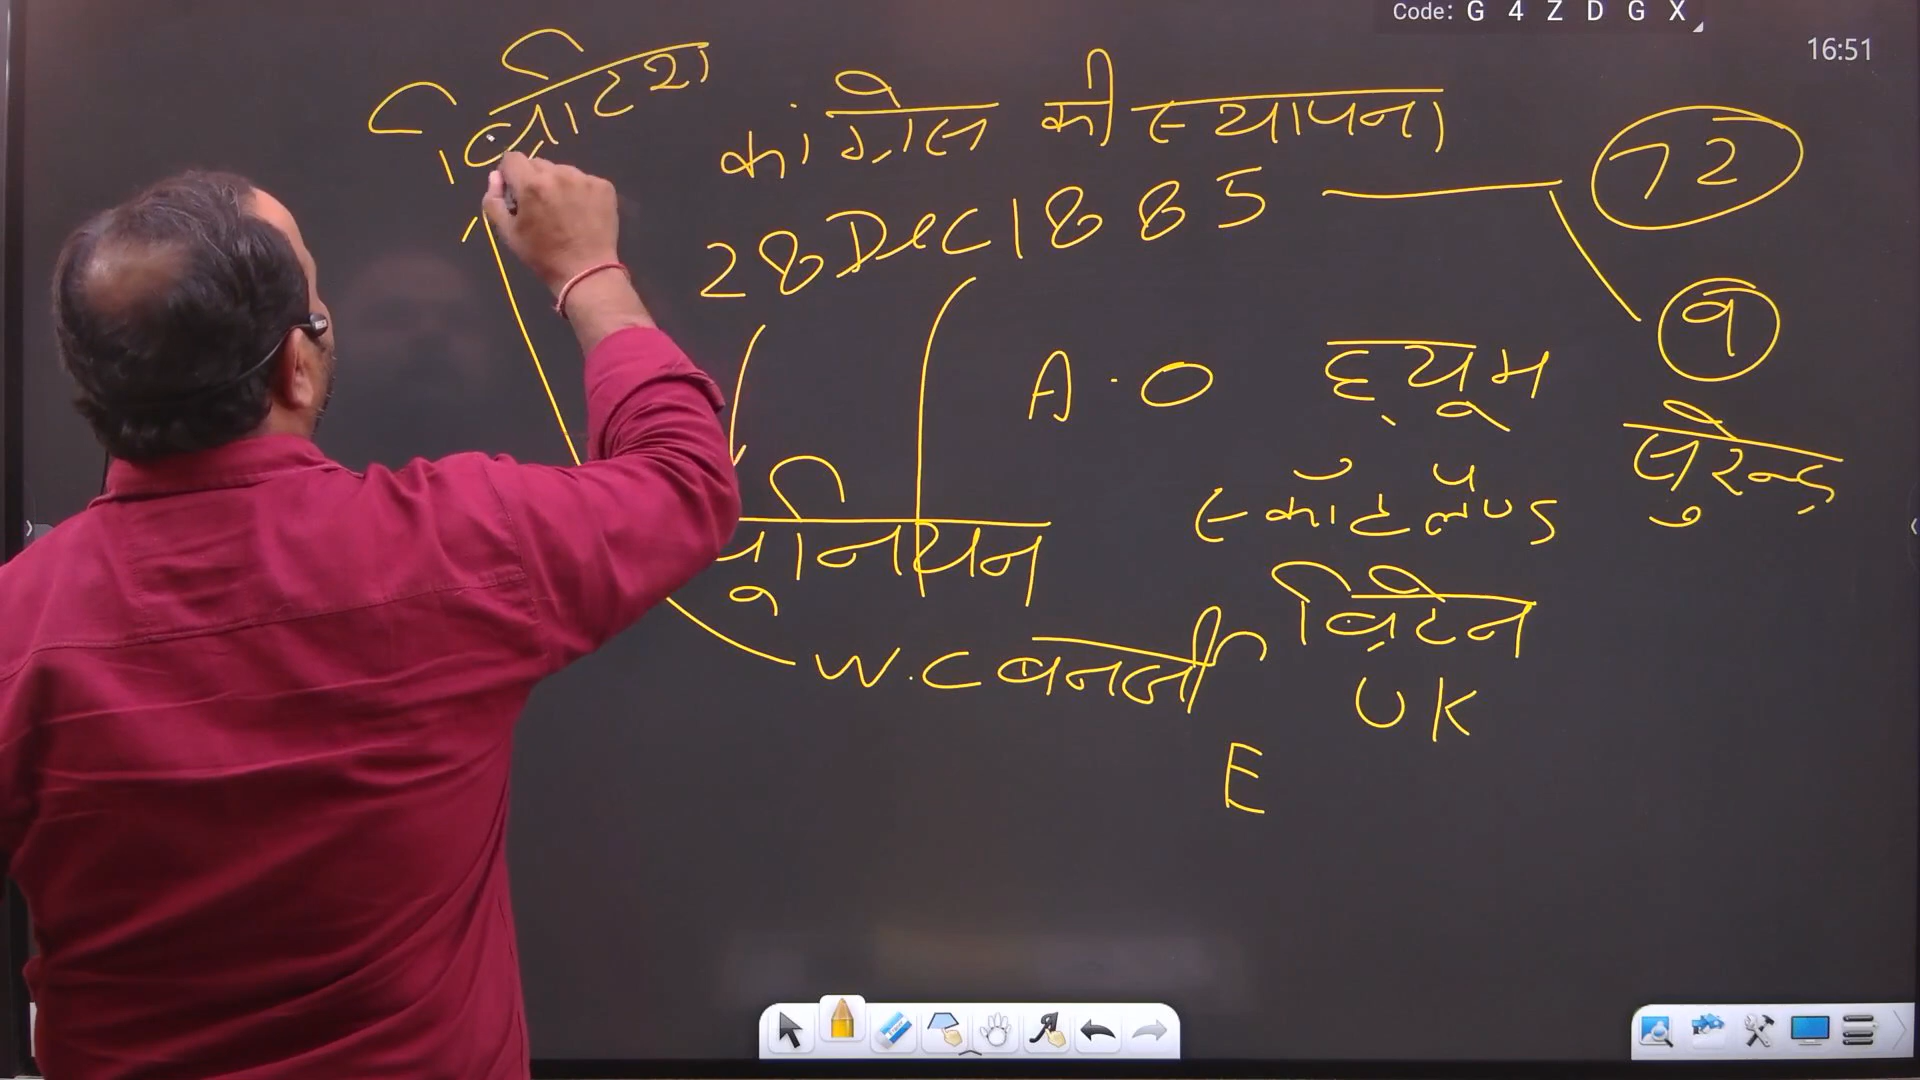 Code: G 4 Z D G X
16:51
ब्रिटिश
कांग्रेस की स्थापना
72
28 Dec 1885
9
A.O ह्यूम
सुरेन्द्र
स्कॉटलैण्ड
यूनियन
ब्रिटेन
W.C बनर्जी
UK
E